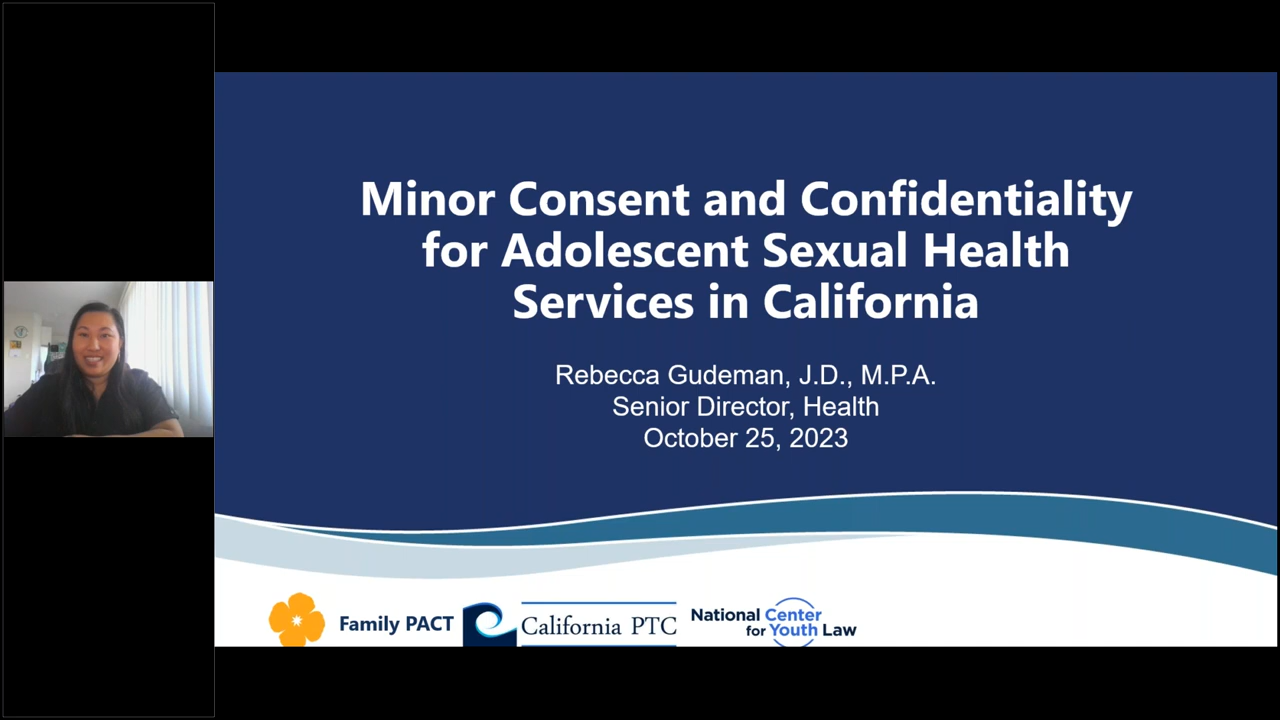 Minor Consent and Confidentiality
for Adolescent Sexual Health
Services in California
Rebecca Gudeman, J.D., M.P.A.
Senior Director, Health
October 25, 2023
Family PACT
California PTC
National Center
for Youth Law